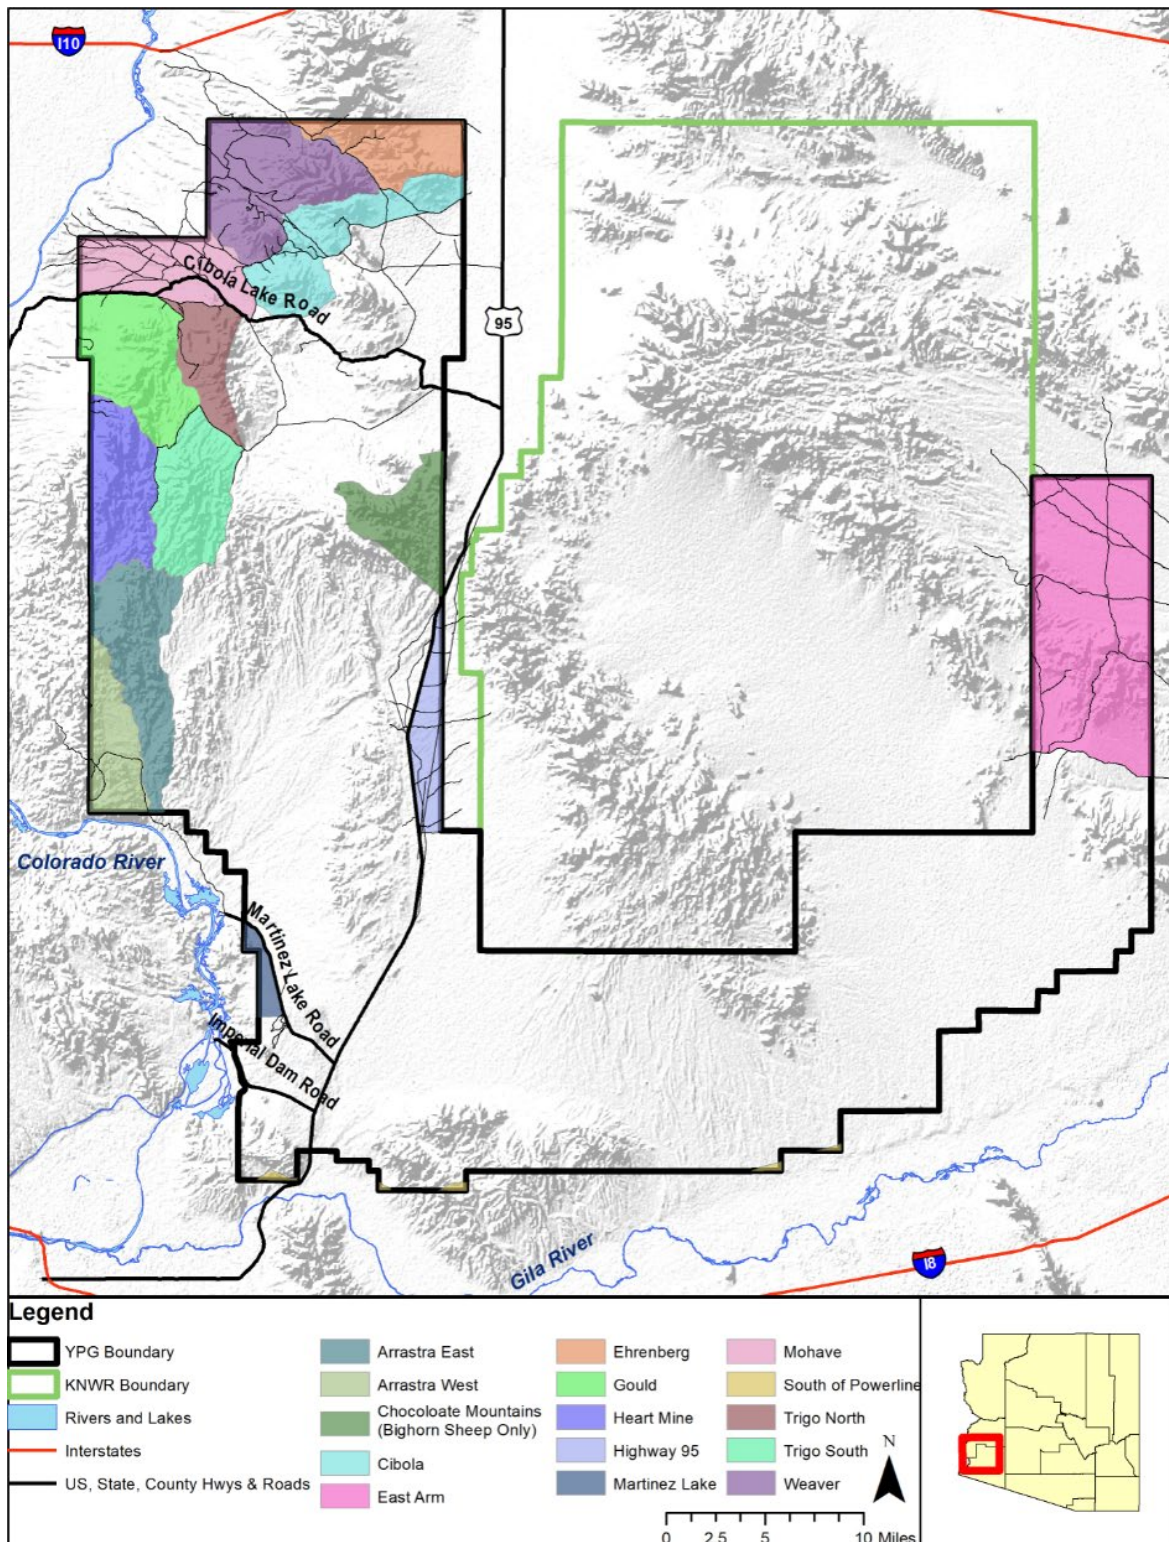 I10
Cibola Lake Road
95
Colorado River
Martinez Lake Road
Imperial Dam Road
Gila River
I8
Legend
YPG Boundary
KNWR Boundary
Rivers and Lakes
Interstates
US, State, County Hwys & Roads
Arrastra East
Arrastra West
Chocoloate Mountains
(Bighorn Sheep Only)
Cibola
East Arm
Ehrenberg
Gould
Heart Mine
Highway 95
Martinez Lake
Mohave
South of Powerline
Trigo North
Trigo South
Weaver
N
0 2.5 5 10 Miles